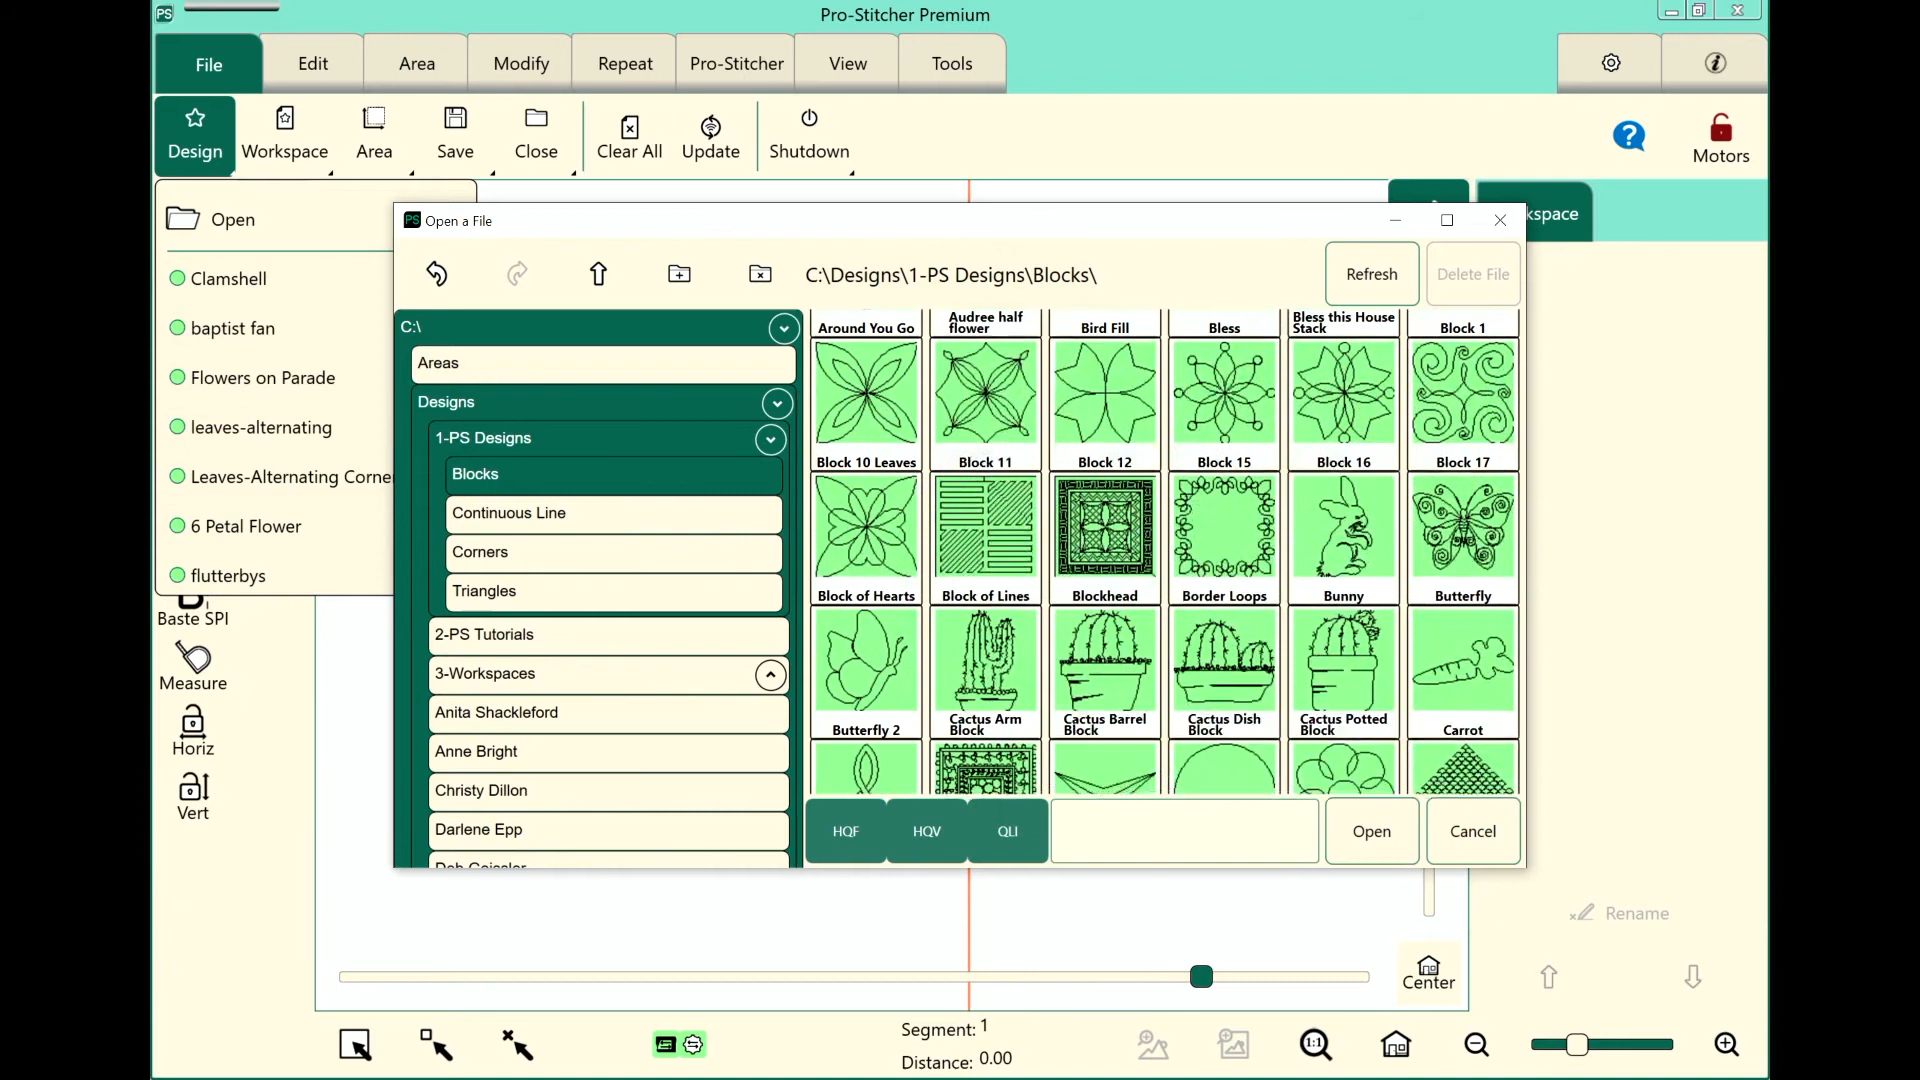 PS
Pro-Stitcher Premium
File
Edit
Area
Modify
Repeat
Pro-Stitcher
View
Tools
Design
Workspace
Area
Save
Close
Clear All
Update
Shutdown
Motors
Open
Clamshell
baptist fan
Flowers on Parade
leaves-alternating
Leaves-Alternating Corne
6 Petal Flower
flutterbys
Baste SPI
Measure
Horiz
Vert
kspace
PS Open a File
C:\Designs\1-PS Designs\Blocks\
Refresh
Delete File
C:\
Areas
Designs
1-PS Designs
Blocks
Continuous Line
Corners
Triangles
2-PS Tutorials
3-Workspaces
Anita Shackleford
Anne Bright
Christy Dillon
Darlene Epp
Around You Go
Audree half
flower
Bird Fill
Bless
Bless this House
Stack
Block 1
Block 10 Leaves
Block 11
Block 12
Block 15
Block 16
Block 17
Block of Hearts
Block of Lines
Blockhead
Border Loops
Bunny
Butterfly
Butterfly 2
Cactus Arm
Block
Cactus Barrel
Block
Cactus Dish
Block
Cactus Potted
Block
Carrot
HQF
HQV
QLI
Open
Cancel
Rename
Center
Segment: 1
Distance: 0.00
1:1